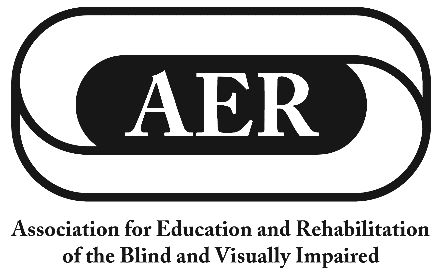 AER
Association for Education and Rehabilitation
of the Blind and Visually Impaired